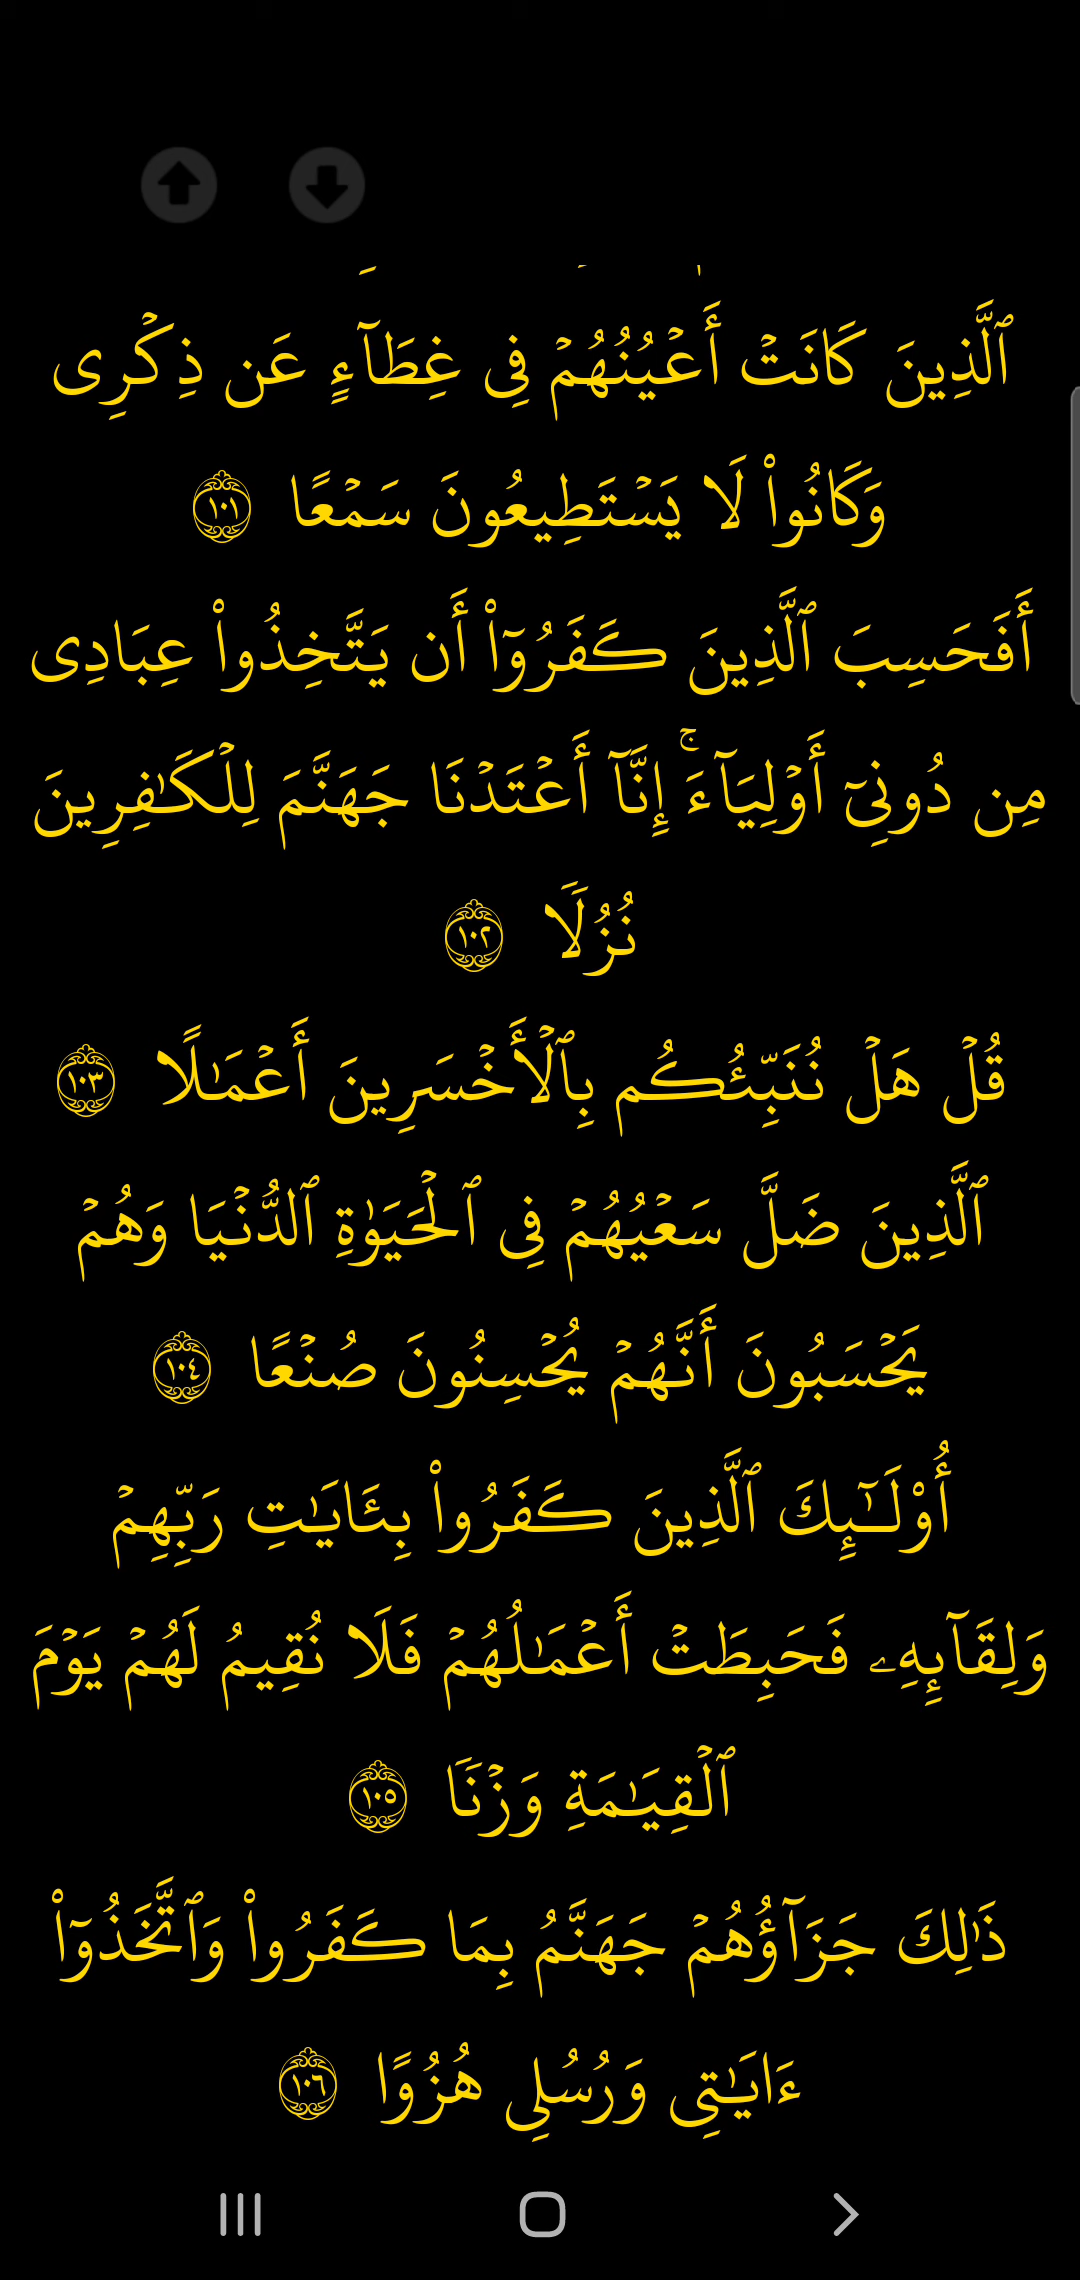 ٱلَّذِينَ كَانَتۡ أَعۡيُنُهُمۡ فِى غِطَآءٍ عَن ذِكۡرِى
وَكَانُواْ لَا يَسۡتَطِيعُونَ سَمۡعًا ١٠١
أَفَحَسِبَ ٱلَّذِينَ كَفَرُوٓاْ أَن يَتَّخِذُواْ عِبَادِى
مِن دُونِىٓ أَوۡلِيَآءَۚ إِنَّآ أَعۡتَدۡنَا جَهَنَّمَ لِلۡكَـٰفِرِينَ
نُزُلًا ١٠٢
قُلۡ هَلۡ نُنَبِّئُكُم بِٱلۡأَخۡسَرِينَ أَعۡمَـٰلًا ١٠٣
ٱلَّذِينَ ضَلَّ سَعۡيُهُمۡ فِى ٱلۡحَيَوٰةِ ٱلدُّنۡيَا وَهُمۡ
يَحۡسَبُونَ أَنَّهُمۡ يُحۡسِنُونَ صُنۡعًا ١٠٤
أُوْلَـٰٓئِكَ ٱلَّذِينَ كَفَرُواْ بِـَٔايَـٰتِ رَبِّهِمۡ
وَلِقَآئِهِۦ فَحَبِطَتۡ أَعۡمَـٰلُهُمۡ فَلَا نُقِيمُ لَهُمۡ يَوۡمَ
ٱلۡقِيَـٰمَةِ وَزۡنًا ١٠٥
ذَٰلِكَ جَزَآؤُهُمۡ جَهَنَّمُ بِمَا كَفَرُواْ وَٱتَّخَذُوٓاْ
ءَايَـٰتِى وَرُسُلِى هُزُوًا ١٠٦